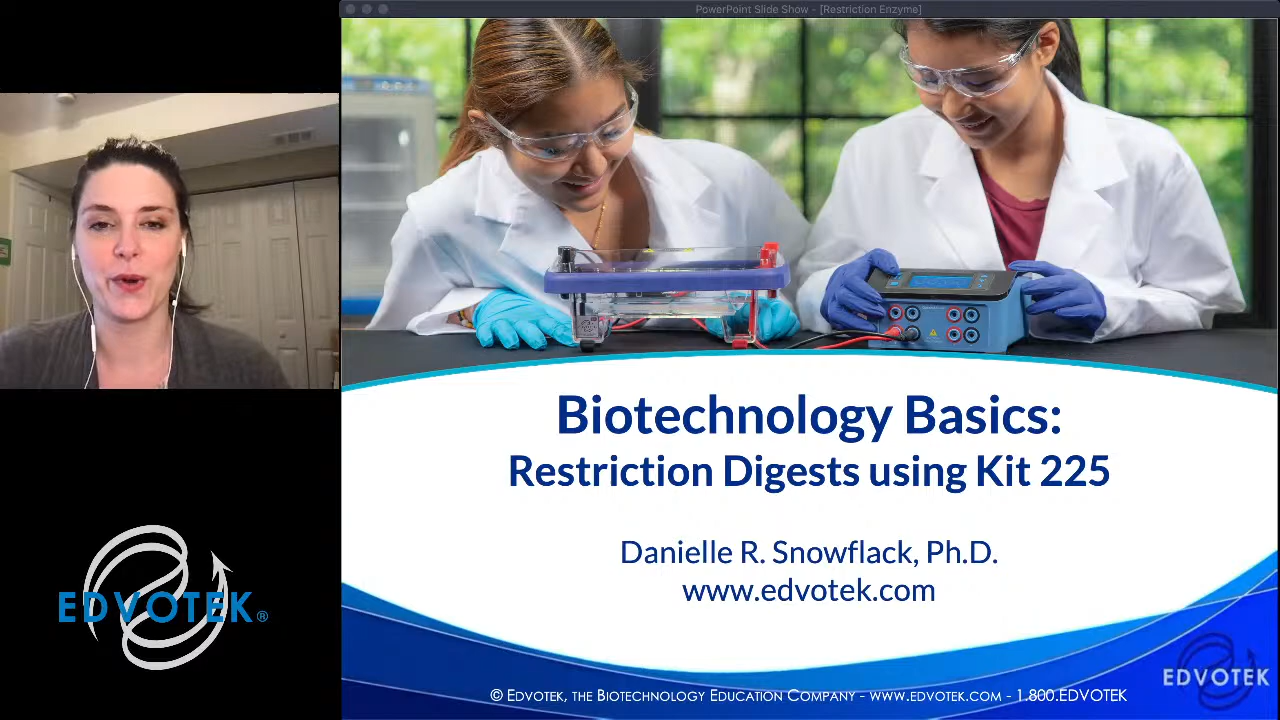 PowerPoint Slide Show - [Restriction Enzyme]
Biotechnology Basics:
Restriction Digests using Kit 225
Danielle R. Snowflack, Ph.D.
www.edvotek.com
EDVOTEK®
EDVOTEK
© EDVOTEK, THE BIOTECHNOLOGY EDUCATION COMPANY - WWW.EDVOTEK.COM - 1.800.EDVOTEK